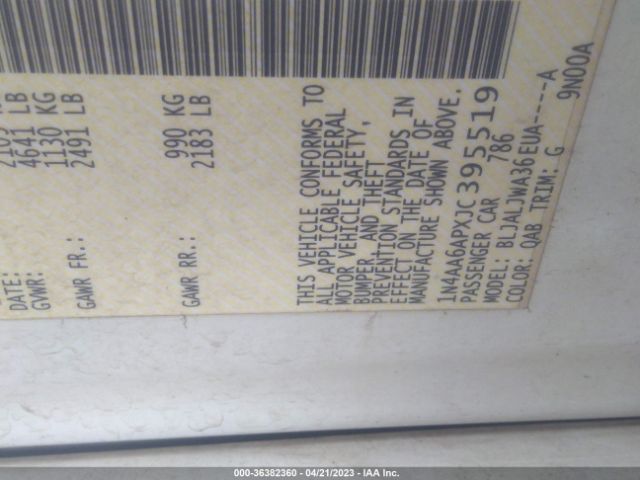 DATE:
GVWR: 4641 LB
1130 KG
GAWR FR.: 2491 LB
990 KG
GAWR RR.: 2183 LB
THIS VEHICLE CONFORMS TO
ALL APPLICABLE FEDERAL
MOTOR VEHICLE SAFETY,
BUMPER, AND THEFT
PREVENTION STANDARDS IN
EFFECT ON THE DATE OF
MANUFACTURE SHOWN ABOVE.
1N4AA6APXJC395519
PASSENGER CAR 786
MODEL: BLJALJWA36EUA-----A
COLOR: QAB TRIM: G 9N00A
000-36382360 - 04/21/2023 - IAA Inc.